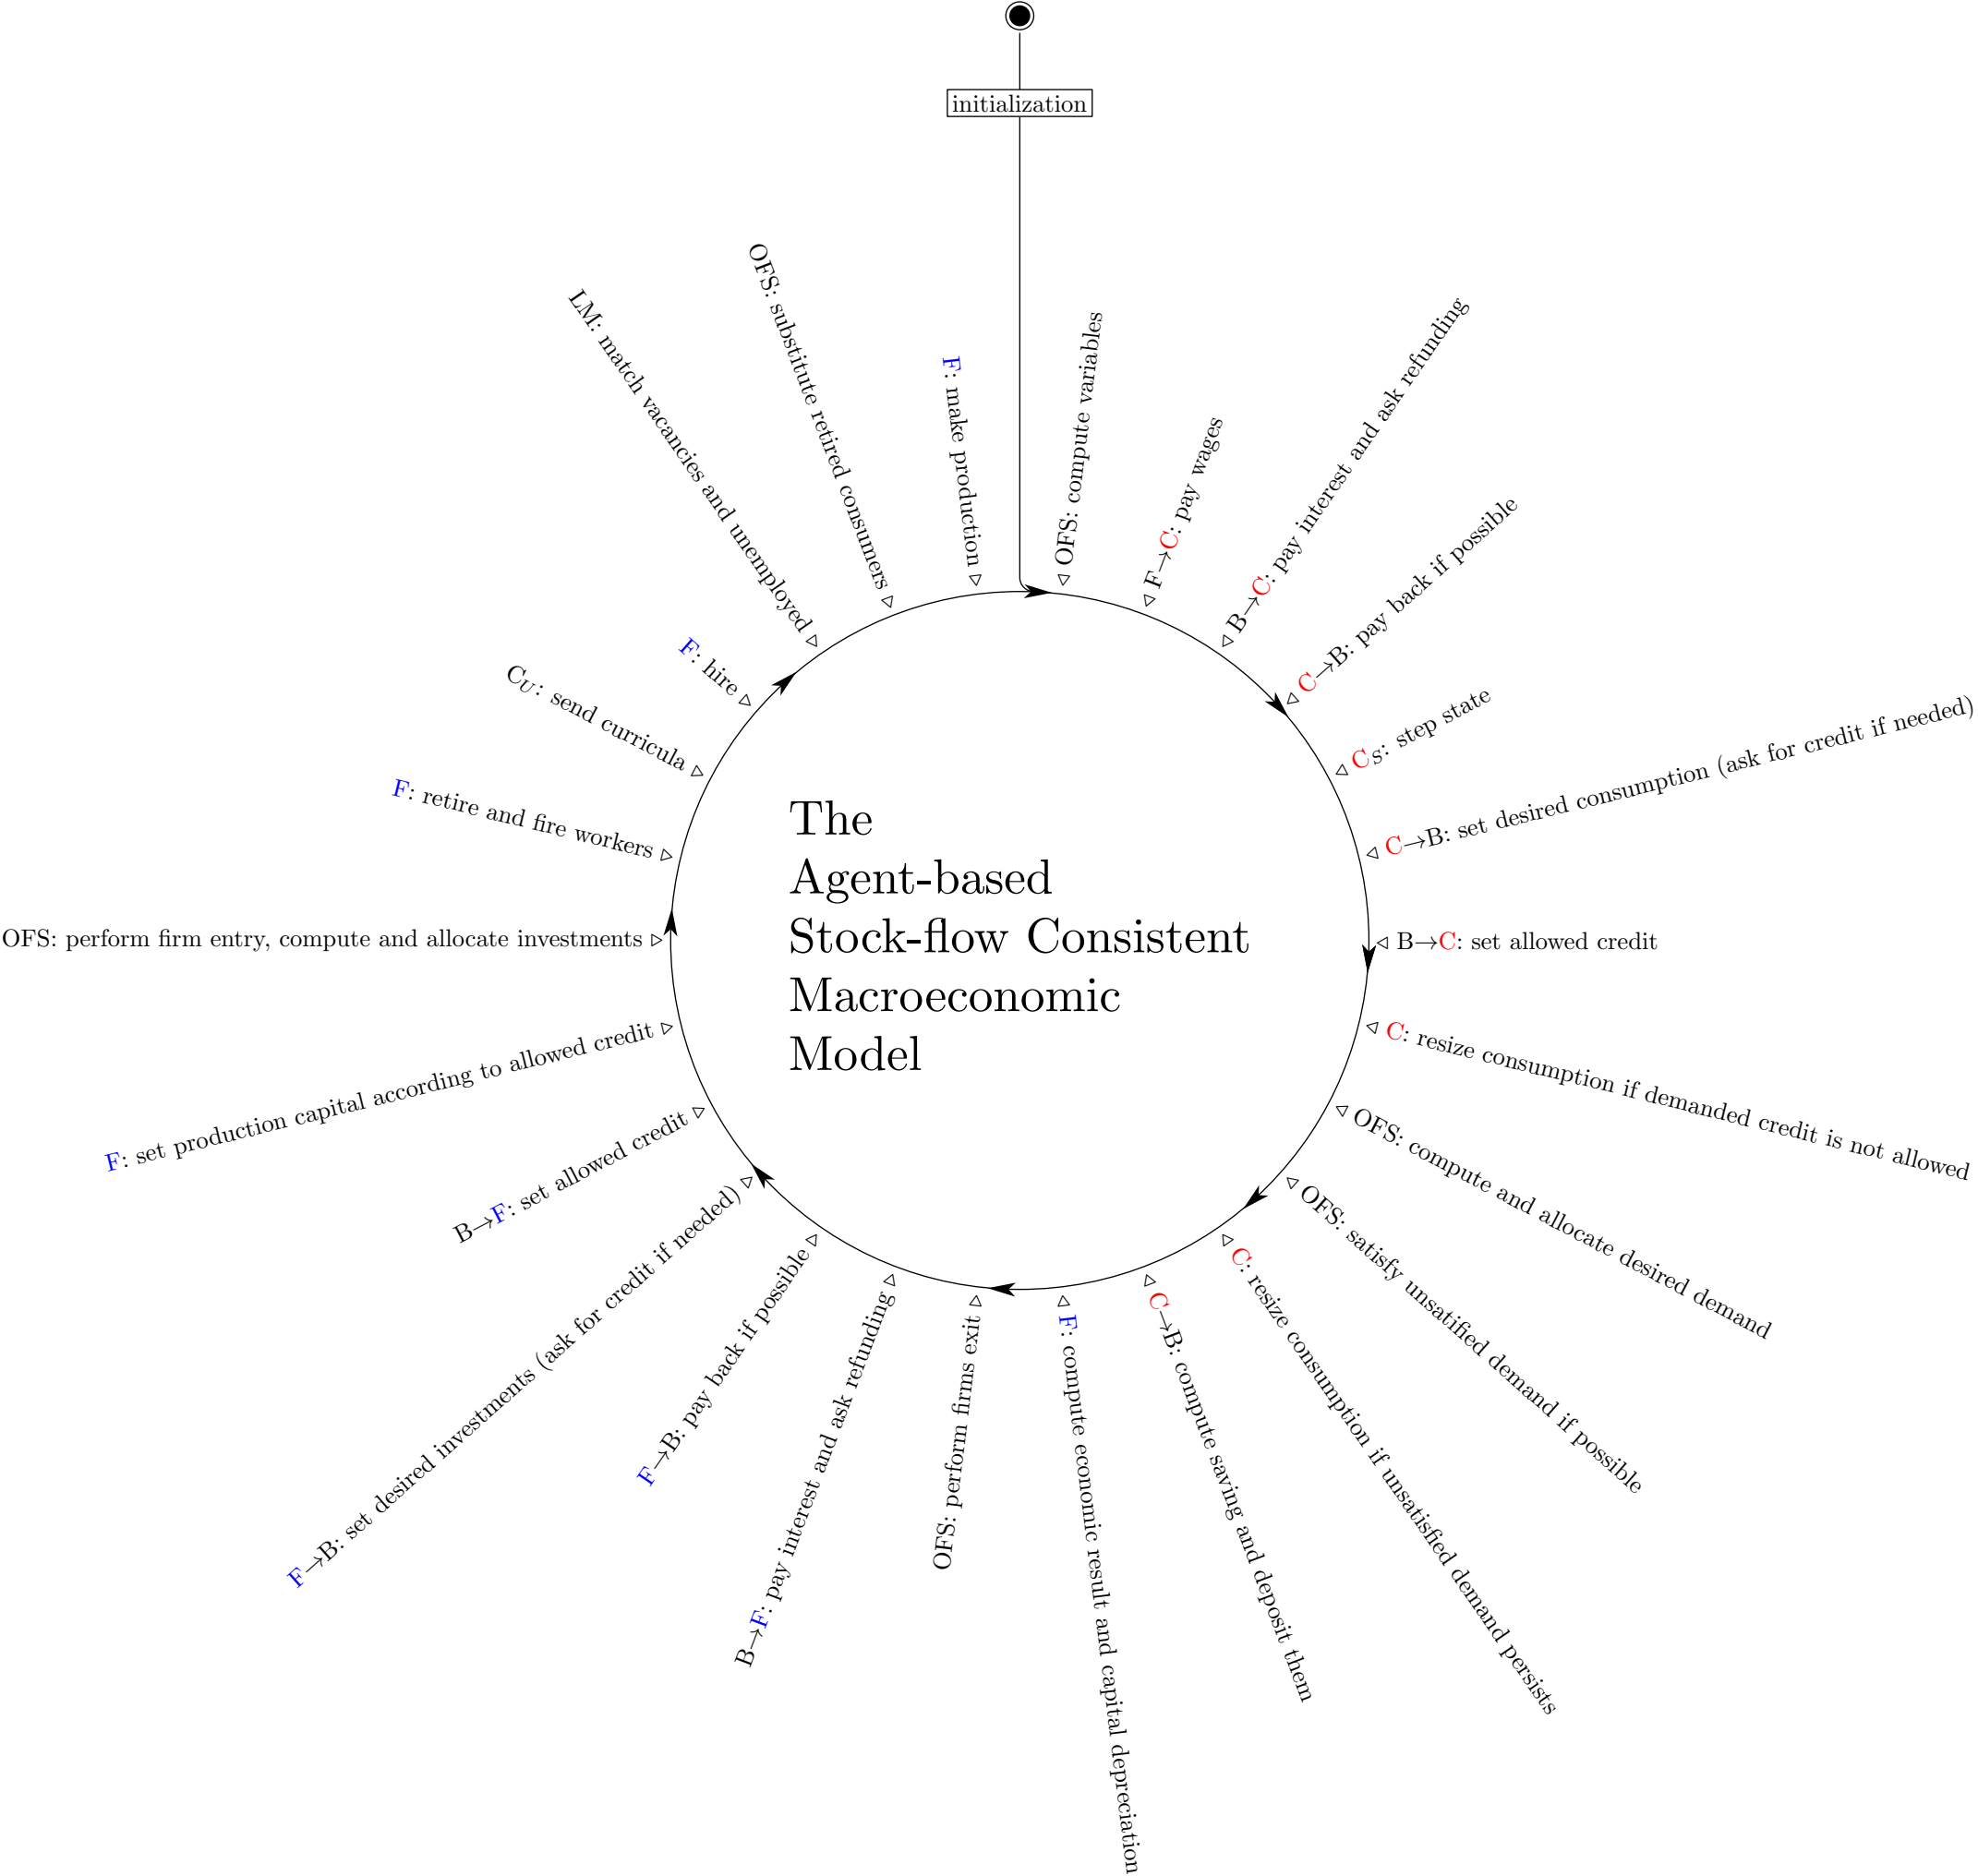 initialization
OFS: compute variables
F→C: pay wages
B→C: pay interest and ask refunding
C→B: pay back if possible
C_S: step state
C→B: set desired consumption (ask for credit if needed)
B→C: set allowed credit
C: resize consumption if demanded credit is not allowed
OFS: compute and allocate desired demand
OFS: satisfy unsatified demand if possible
C: resize consumption if unsatisfied demand persists
C→B: compute saving and deposit them
F: compute economic result and capital depreciation
OFS: perform firms exit
B→F: pay interest and ask refunding
F→B: pay back if possible
F→B: set desired investments (ask for credit if needed)
B→F: set allowed credit
F: set production capital according to allowed credit
OFS: perform firm entry, compute and allocate investments
F: retire and fire workers
C_U: send curricula
F: hire
LM: match vacancies and unemployed
OFS: substitute retired consumers
F: make production
The
Agent-based
Stock-flow Consistent
Macroeconomic
Model